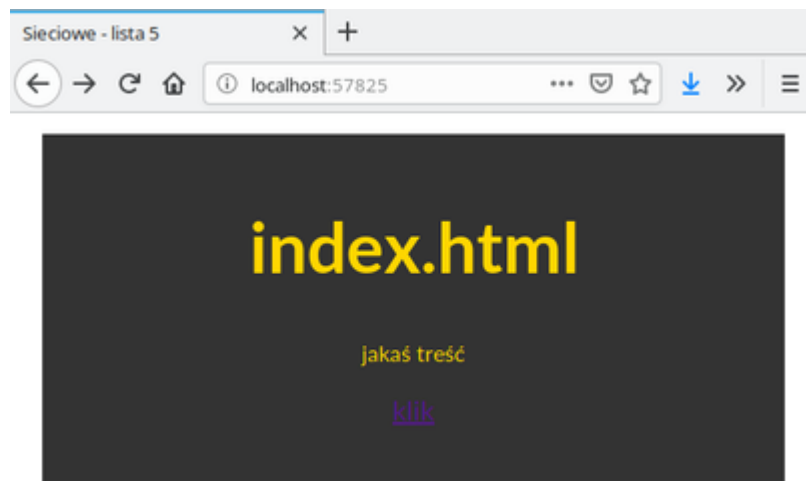 Sieciowe - lista 5
localhost:57825
index.html
jakaś treść
klik